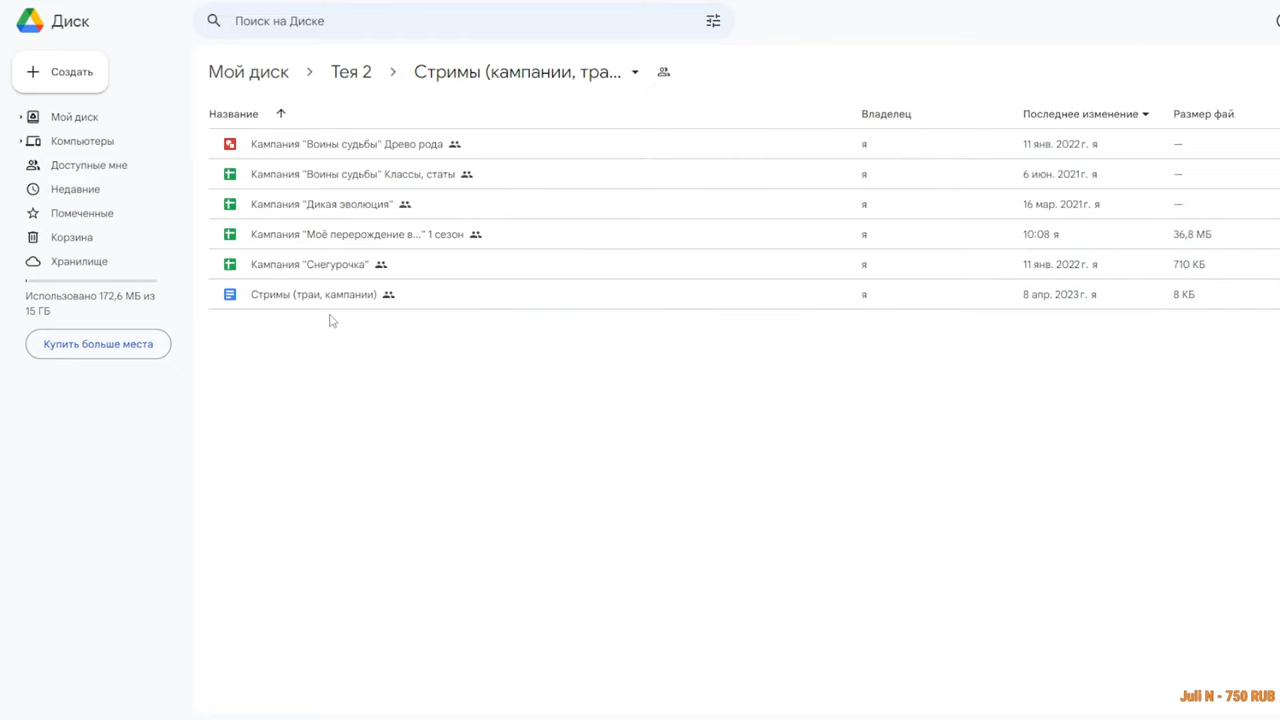 Диск
Поиск на Диске
Создать
Мой диск
Компьютеры
Доступные мне
Недавние
Помеченные
Корзина
Хранилище
Использовано 172,6 МБ из
15 ГБ
Купить больше места
Мой диск > Тея 2 > Стримы (кампании, тра...
Название Владелец Последнее изменение Размер фай
Кампания "Воины судьбы" Древо рода я 11 янв. 2022 г. я —
Кампания "Воины судьбы" Классы, статы я 6 июн. 2021 г. я —
Кампания "Дикая эволюция" я 16 мар. 2021 г. я —
Кампания "Моё перерождение в..." 1 сезон я 10:08 я 36,8 МБ
Кампания "Снегурочка" я 11 янв. 2022 г. я 710 КБ
Стримы (траи, кампании) я 8 апр. 2023 г. я 8 КБ
Juli N - 750 RUB